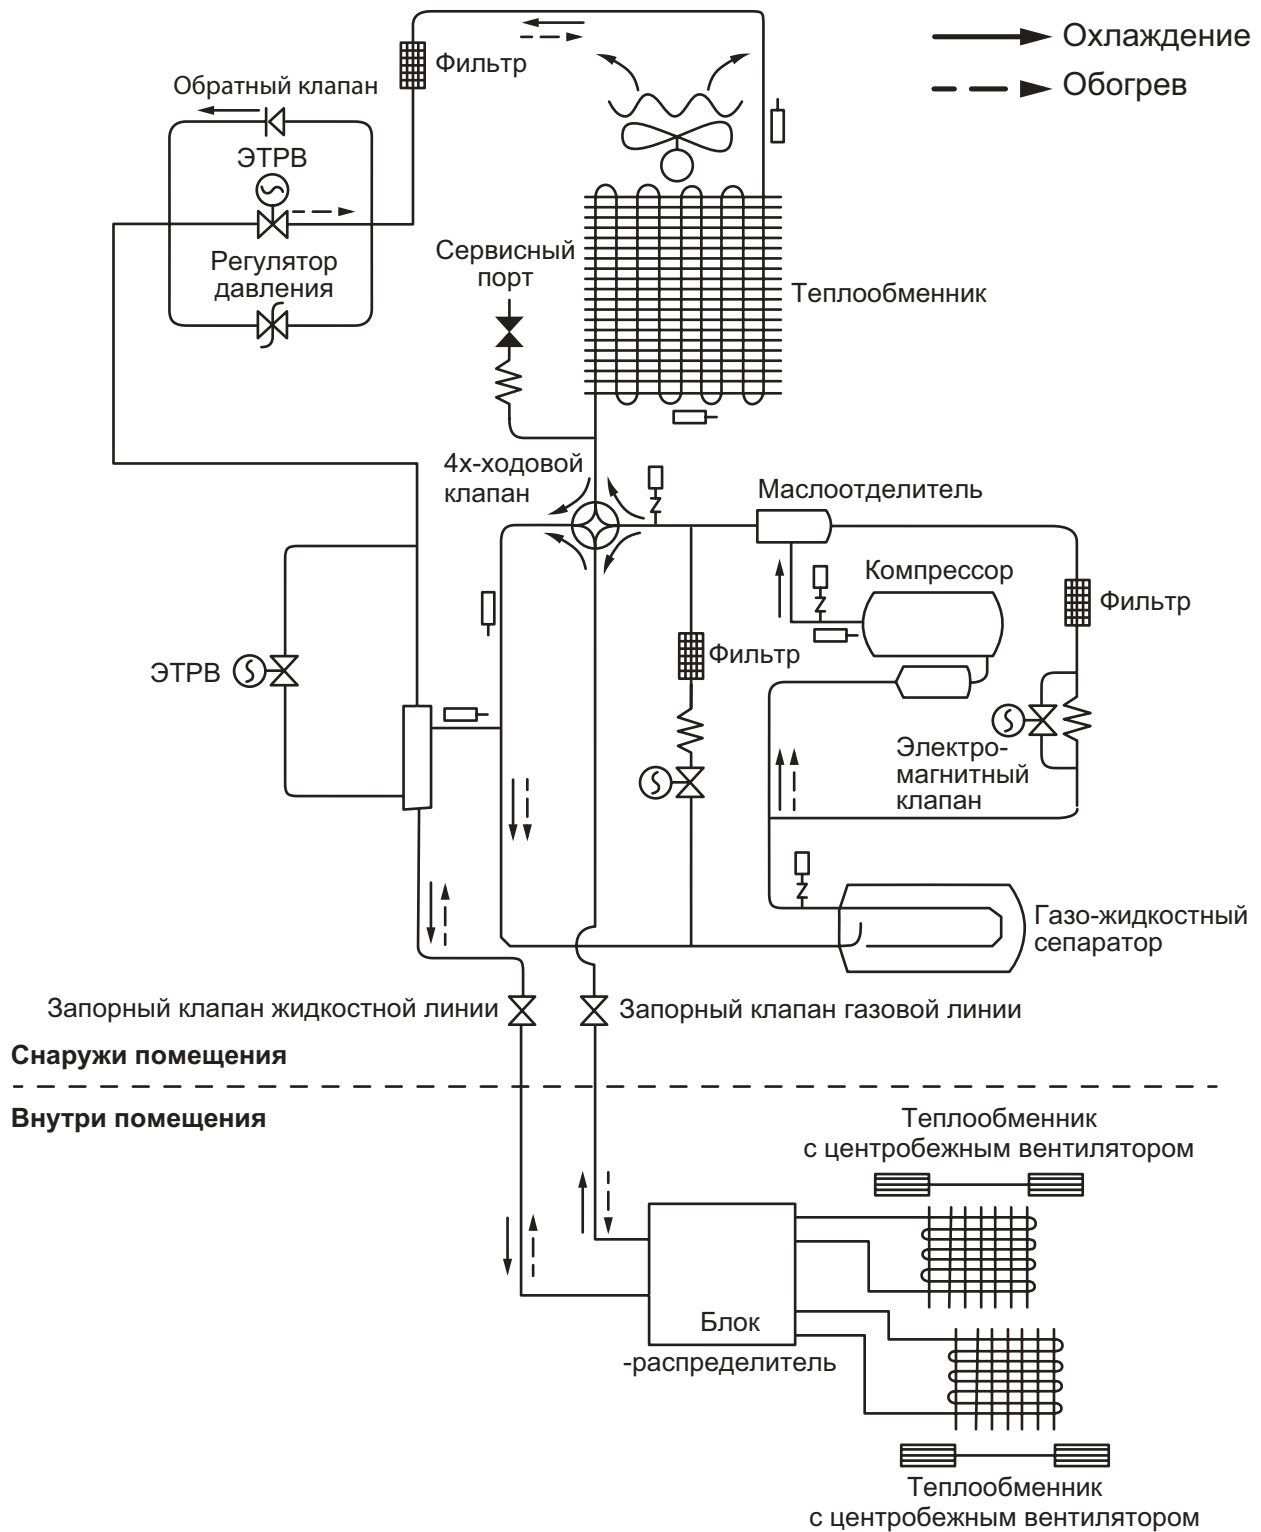 Охлаждение
Обогрев
Фильтр
Обратный клапан
ЭТРВ
Регулятор
давления
Сервисный
порт
Теплообменник
4х-ходовой
клапан
Маслоотделитель
Компрессор
Фильтр
Фильтр
ЭТРВ
Электро-
магнитный
клапан
Газо-жидкостный
сепаратор
Запорный клапан жидкостной линии
Запорный клапан газовой линии
Снаружи помещения
Внутри помещения
Теплообменник
с центробежным вентилятором
Блок
-распределитель
Теплообменник
с центробежным вентилятором